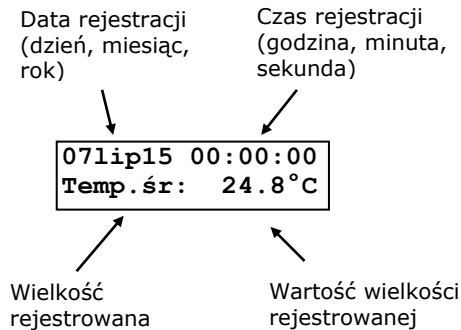 Data rejestracji
(dzień, miesiąc,
rok)
Czas rejestracji
(godzina, minuta,
sekunda)
07lip15 00:00:00
Temp.śr: 24.8°C
Wielkość
rejestrowana
Wartość wielkości
rejestrowanej